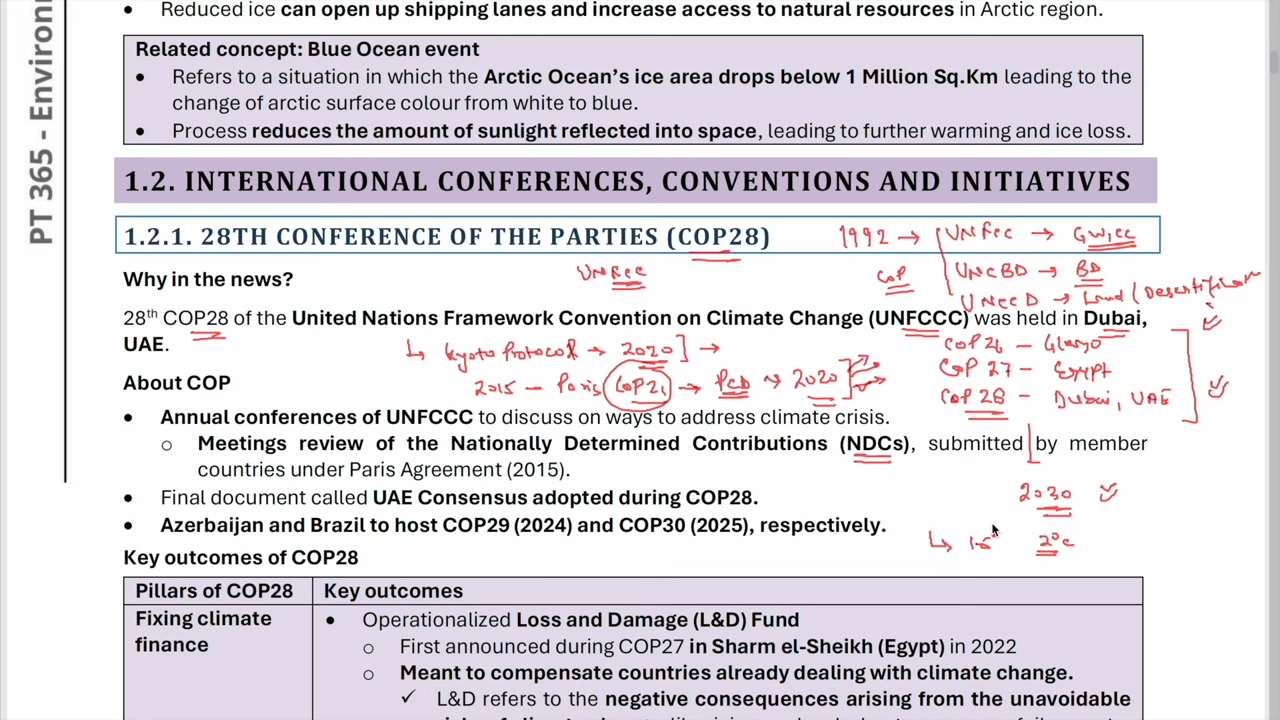 PT 365 - Environ
• Reduced ice can open up shipping lanes and increase access to natural resources in Arctic region.
Related concept: Blue Ocean event
• Refers to a situation in which the Arctic Ocean's ice area drops below 1 Million Sq.Km leading to the
change of arctic surface colour from white to blue.
• Process reduces the amount of sunlight reflected into space, leading to further warming and ice loss.
1.2. INTERNATIONAL CONFERENCES, CONVENTIONS AND INITIATIVES
1.2.1. 28TH CONFERENCE OF THE PARTIES (COP28)
1992 → UNFCC → GW,CC
UNFCC
COP
UNCBD → BD
UNCCD → Land (Desertification
Why in the news?
28th COP28 of the United Nations Framework Convention on Climate Change (UNFCCC) was held in Dubai,
UAE.
↳ Kyoto Protocol → 2020 ] →
2015 - Paris COP21 → → 2020
COP 26 -
COP 27 - Egypt
COP 28 - Dubai, UAE
About COP
• Annual conferences of UNFCCC to discuss on ways to address climate crisis.
o Meetings review of the Nationally Determined Contributions (NDCs), submitted by member
countries under Paris Agreement (2015).
2030
• Final document called UAE Consensus adopted during COP28.
• Azerbaijan and Brazil to host COP29 (2024) and COP30 (2025), respectively.
↳ 1.5° 2°C
Key outcomes of COP28
Pillars of COP28 Key outcomes
Fixing climate
finance
• Operationalized Loss and Damage (L&D) Fund
o First announced during COP27 in Sharm el-Sheikh (Egypt) in 2022
o Meant to compensate countries already dealing with climate change.
✓ L&D refers to the negative consequences arising from the unavoidable